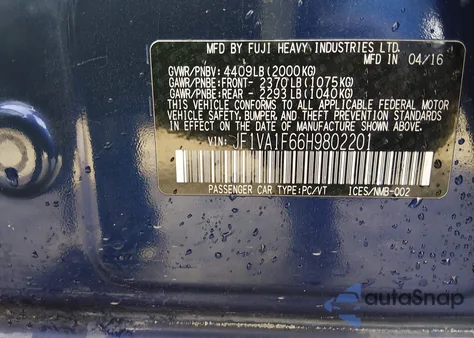 MFD BY FUJI HEAVY INDUSTRIES LTD.
DATE OF MFD IN 04/16
GVWR/PNBV: 4409LB(2000KG)
GAWR/PNBE:FRONT- 2370LB(1075KG)
GAWR/PNBE:REAR - 2293LB(1040KG)
THIS VEHICLE CONFORMS TO ALL APPLICABLE FEDERAL MOTOR
VEHICLE SAFETY, BUMPER, AND THEFT PREVENTION STANDARDS
IN EFFECT ON THE DATE OF MANUFACTURE SHOWN ABOVE.
VIN: JF1VA1F66H9802201
PASSENGER CAR TYPE:PC/VT ICES/NMB-002
autoSnap